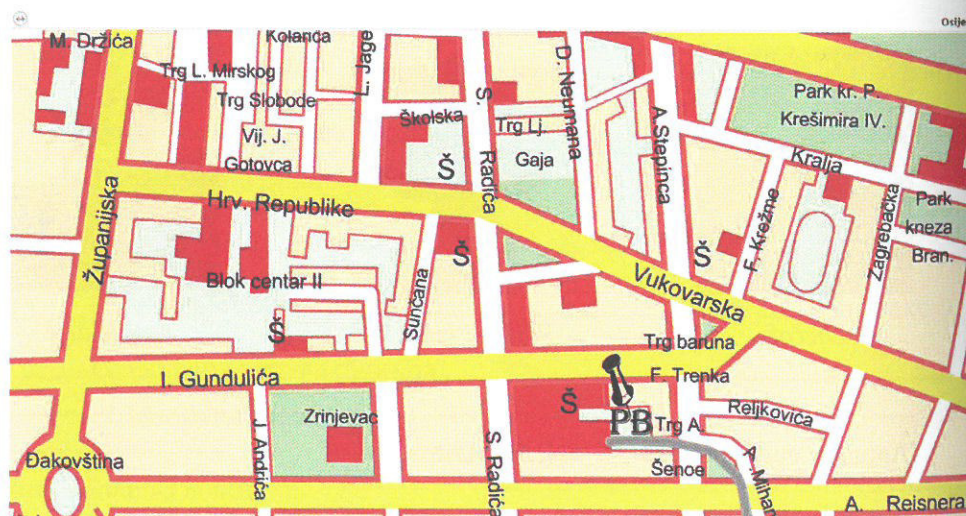 Osije
M. Držića
Kolarića
Trg L. Mirskog
Trg Slobode
Vij. J.
Gotovca
L. Jage
Školska
Š
S.
Radića
Trg Lj.
Gaja
D. Neumana
A.Stepinca
Park kr. P.
Krešimira IV.
Kralja
Park
kneza
Bran.
Zagrebačka
F. Krežme
Županijska
Hrv. Republike
Vukovarska
Blok centar II
Sunčana
Š
Š
Š
Trg baruna
F. Trenka
I. Gundulića
Zrinjevac
J. Andrića
S. Radića
Š
PB
Trg A.
Šenoe
Reljkovića
A .Mihan
Đakovština
A. Reisnera